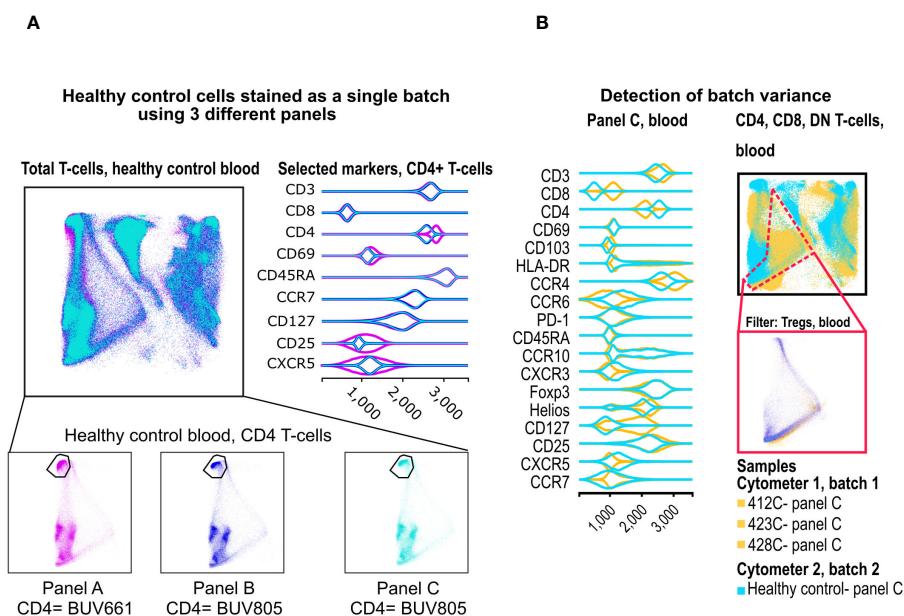 A
Healthy control cells stained as a single batch
using 3 different panels
Total T-cells, healthy control blood
Selected markers, CD4+ T-cells
CD3
CD8
CD4
CD69
CD45RA
CCR7
CD127
CD25
CXCR5
1,000
2,000
3,000
Healthy control blood, CD4 T-cells
Panel A
CD4= BUV661
Panel B
CD4= BUV805
Panel C
CD4= BUV805
B
Detection of batch variance
Panel C, blood
CD3
CD8
CD4
CD69
CD103
HLA-DR
CCR4
CCR6
PD-1
CD45RA
CCR10
CXCR3
Foxp3
Helios
CD127
CD25
CXCR5
CCR7
1,000
2,000
3,000
CD4, CD8, DN T-cells,
blood
Filter: Tregs, blood
Samples
Cytometer 1, batch 1
412C- panel C
423C- panel C
428C- panel C
Cytometer 2, batch 2
Healthy control- panel C